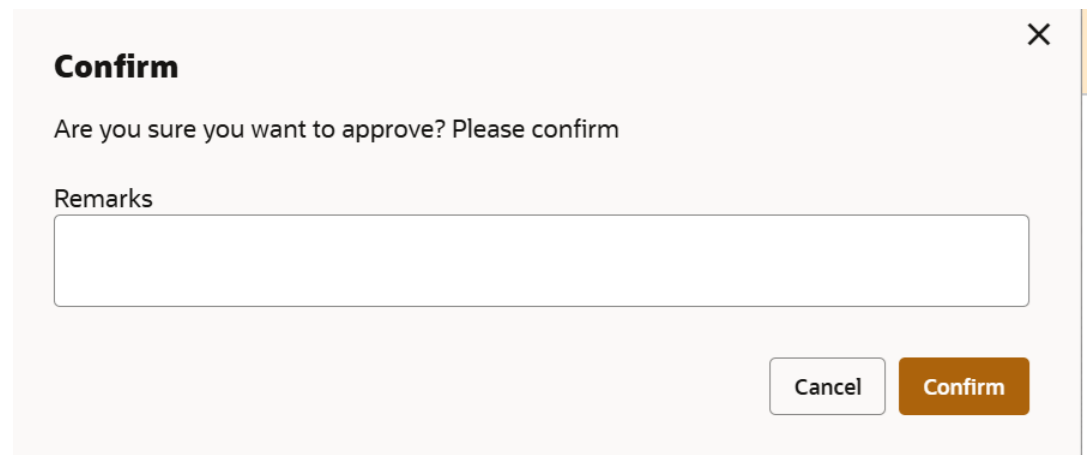 Confirm
Are you sure you want to approve? Please confirm
Remarks
Cancel
Confirm